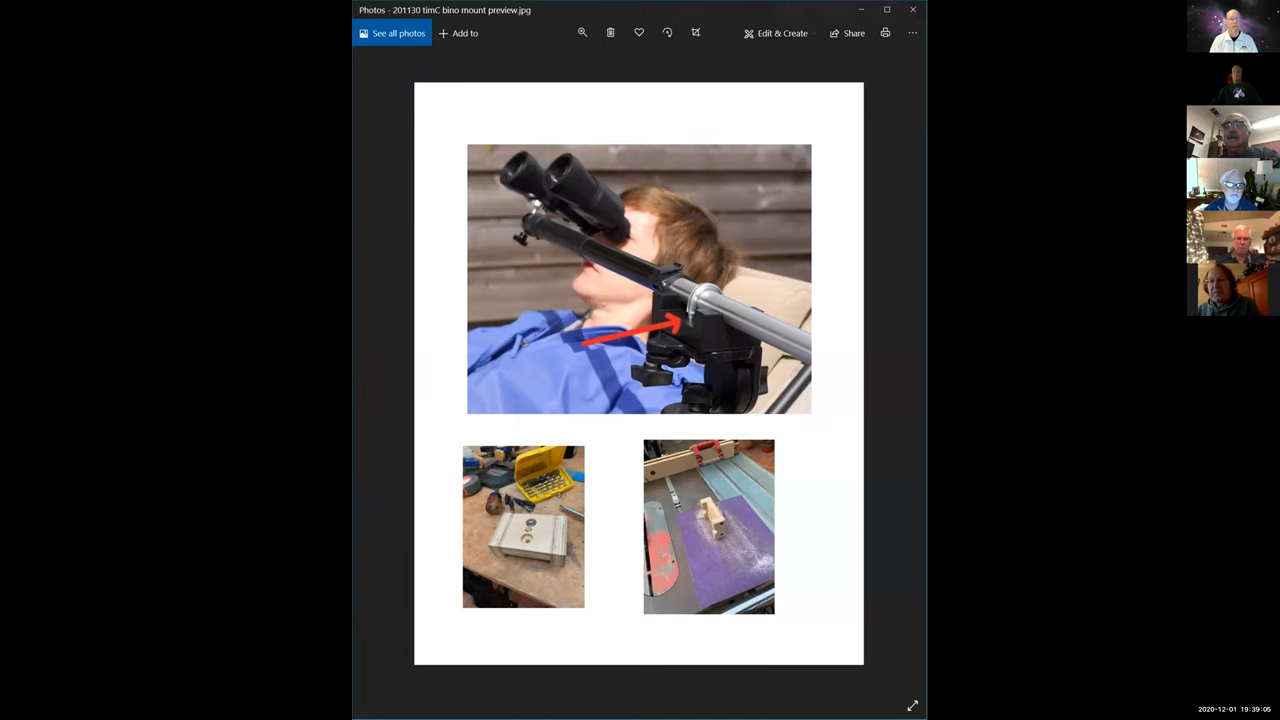 Photos - 201130 timC bino mount preview.jpg
See all photos
Add to
Edit & Create
Share
2020-12-01 19:39:05